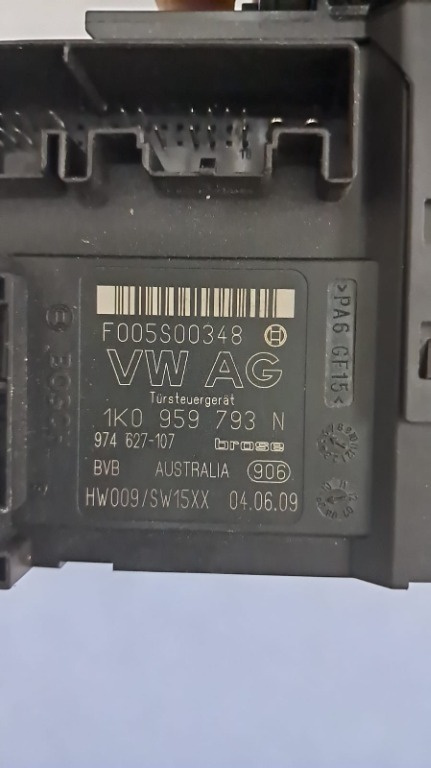 16
F005S00348
VW AG
Türsteuergerät
1K0 959 793 N
974 627-107 brose
BVB AUSTRALIA 906
HW009/SW15XX 04.06.09
BOSCH
>PA6 GF15<